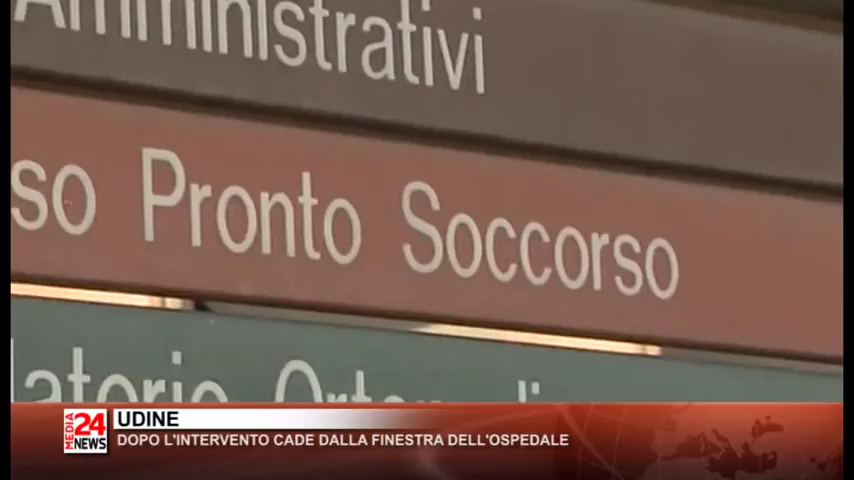 Amministrativi
so P Pronto Soccorso
MEDIA 24 NEWS
UDINE
DOPO L'INTERVENTO CADE DALLA FINESTRA DELL'OSPEDALE